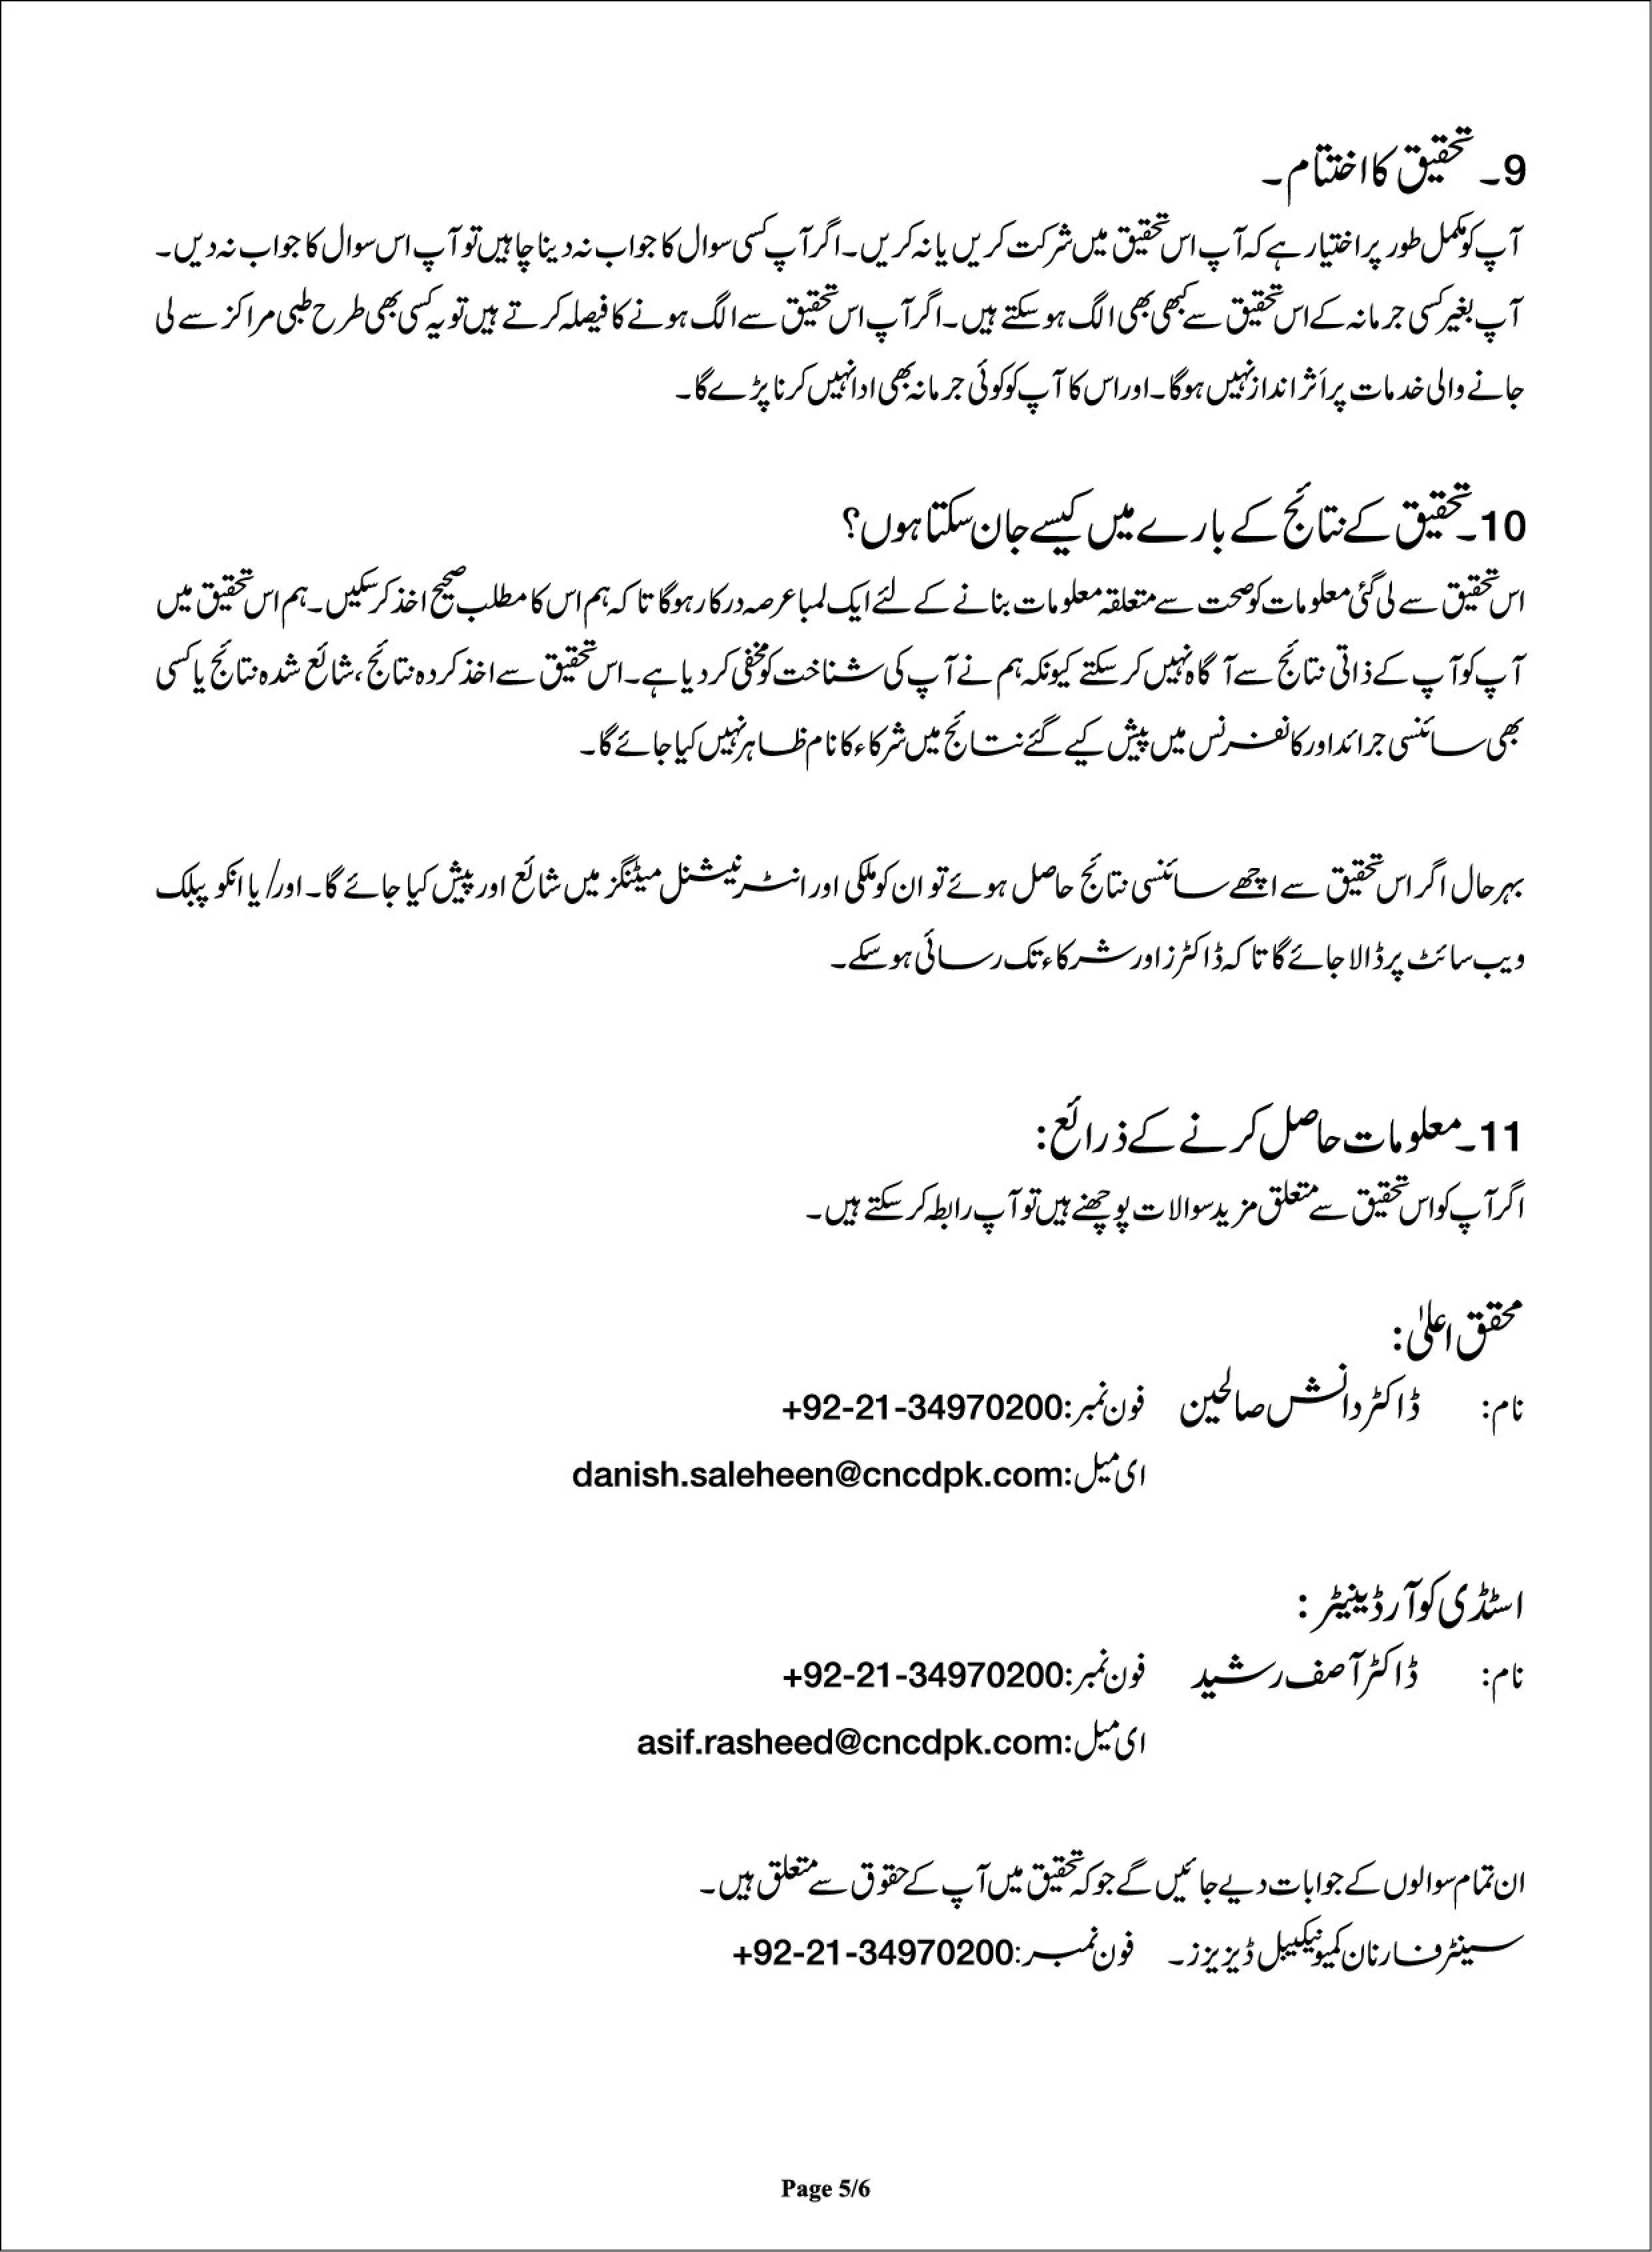 9۔ تحقیق کا اختتام۔
آپ کو مکمل طور پر اختیار ہے کہ آپ اس تحقیق میں شرکت کریں یا نہ کریں۔ اگر آپ کسی سوال کا جواب نہ دینا چاہیں تو آپ اس سوال کا جواب نہ دیں۔
آپ بغیر کسی جرمانہ کے اس تحقیق سے کبھی بھی الگ ہو سکتے ہیں۔ اگر آپ اس تحقیق سے الگ ہونے کا فیصلہ کرتے ہیں تو یہ کسی بھی طرح طبی مراکز سے لی
جانے والی خدمات پر اَثر انداز نہیں ہوگا۔ اور اس کا آپ کو کوئی جرمانہ بھی ادا نہیں کرنا پڑے گا۔
10۔ تحقیق کے نتائج کے بارے میں کیسے جان سکتا ہوں؟
اس تحقیق سے لی گئی معلومات کو صحت سے متعلقہ معلومات بنانے کے لئے ایک لمبا عرصہ درکار ہوگا تا کہ ہم اس کا مطلب صحیح اخذ کر سکیں۔ ہم اس تحقیق میں
آپ کو آپ کے ذاتی نتائج سے آگاہ نہیں کر سکتے کیونکہ ہم نے آپ کی شناخت کو مخفی کر دیا ہے۔ اس تحقیق سے اخذ کردہ نتائج، شائع شدہ نتائج یا کسی
بھی سائنسی جرائد اور کانفرنس میں پیش کیے گئے نتائج میں شرکاء کا نام ظاہر نہیں کیا جائے گا۔
بہرحال اگر اس تحقیق سے اچھے سائنسی نتائج حاصل ہوئے تو ان کو ملکی اور انٹرنیشنل میٹنگز میں شائع اور پیش کیا جائے گا۔ اور/ یا انکو پبلک
ویب سائٹ پر ڈالا جائے گا تا کہ ڈاکٹرز اور شرکاء تک رسائی ہو سکے۔
11۔ معلومات حاصل کرنے کے ذرائع:
اگر آپ کو اس تحقیق سے متعلق مزید سوالات پوچھنے ہیں تو آپ رابطہ کر سکتے ہیں۔
محقق اعلیٰ:
نام: ڈاکٹر دانش صالحین فون نمبر: +92-21-34970200
ای میل: danish.saleheen@cncdpk.com
اسٹڈی کوآرڈینیٹر:
نام: ڈاکٹر آصف رشید فون نمبر: +92-21-34970200
ای میل: asif.rasheed@cncdpk.com
ان تمام سوالوں کے جوابات دیے جائیں گے جو کہ تحقیق میں آپ کے حقوق سے متعلق ہیں۔
سینٹر فار نان کمیونیکیبل ڈیزیزز۔ فون نمبر: +92-21-34970200
Page 5/6